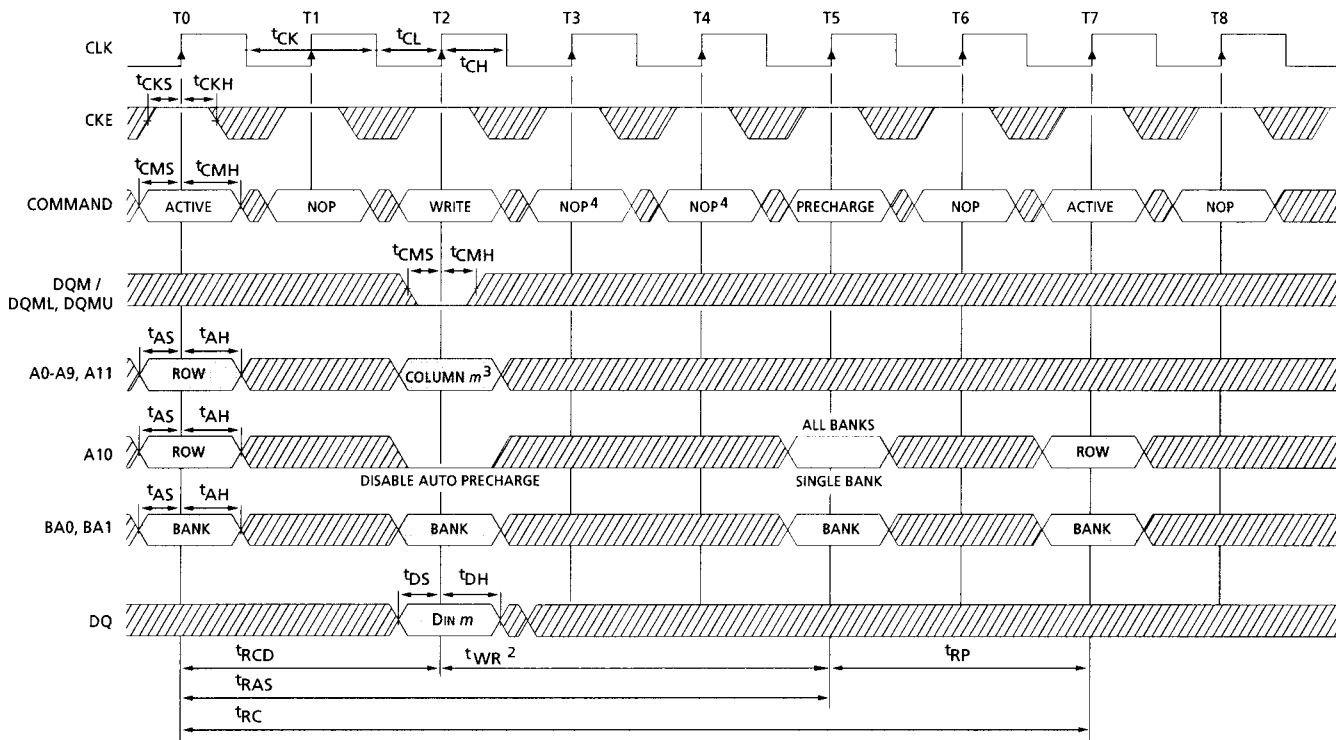 T0 T1 T2 T3 T4 T5 T6 T7 T8
CLK tCK tCL tCH
tCKS tCKH
CKE
tCMS tCMH
COMMAND ACTIVE NOP WRITE NOP4 NOP4 PRECHARGE NOP ACTIVE NOP
tCMS tCMH
DQM /
DQML, DQMU
tAS tAH
A0-A9, A11 ROW COLUMN m3
tAS tAH ALL BANKS
A10 ROW ROW
DISABLE AUTO PRECHARGE SINGLE BANK
tAS tAH
BA0, BA1 BANK BANK BANK BANK
tDS tDH
DQ DIN m
tRCD tWR 2 tRP
tRAS
tRC